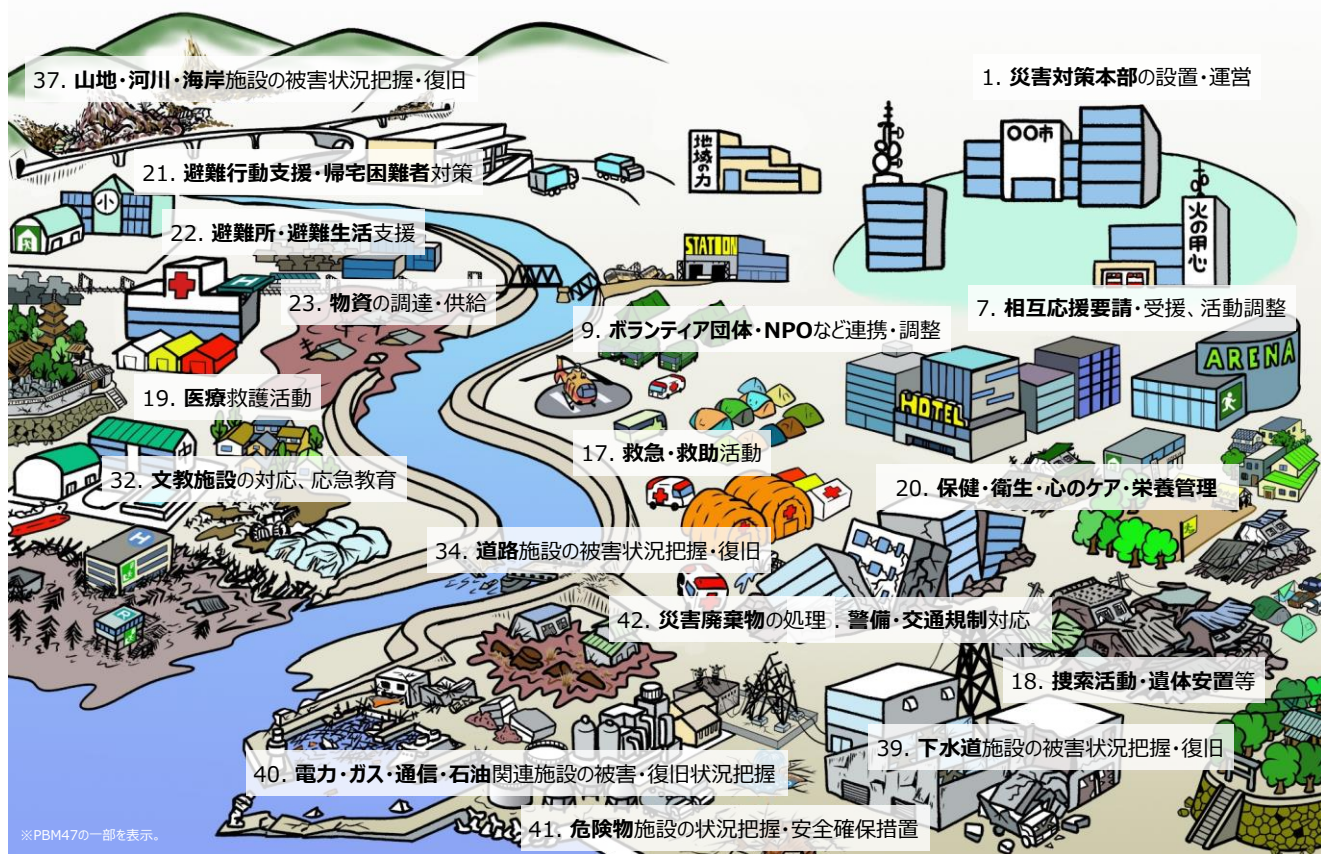 37. 山地・河川・海岸施設の被害状況把握・復旧
1. 災害対策本部の設置・運営
〇〇市
地域の力
21. 避難行動支援・帰宅困難者対策
小
火の用心
22. 避難所・避難生活支援
STATION
H
23. 物資の調達・供給
7. 相互応援要請・受援、活動調整
9. ボランティア団体・NPOなど連携・調整
ARENA
19. 医療救護活動
HOTEL
17. 救急・救助活動
32. 文教施設の対応、応急教育
20. 保健・衛生・心のケア・栄養管理
H
34. 道路施設の被害状況把握・復旧
R
42. 災害廃棄物の処理
. 警備・交通規制対応
18. 捜索活動・遺体安置等
39. 下水道施設の被害状況把握・復旧
40. 電力・ガス・通信・石油関連施設の被害・復旧状況把握
41. 危険物施設の状況把握・安全確保措置
※PBM47の一部を表示。